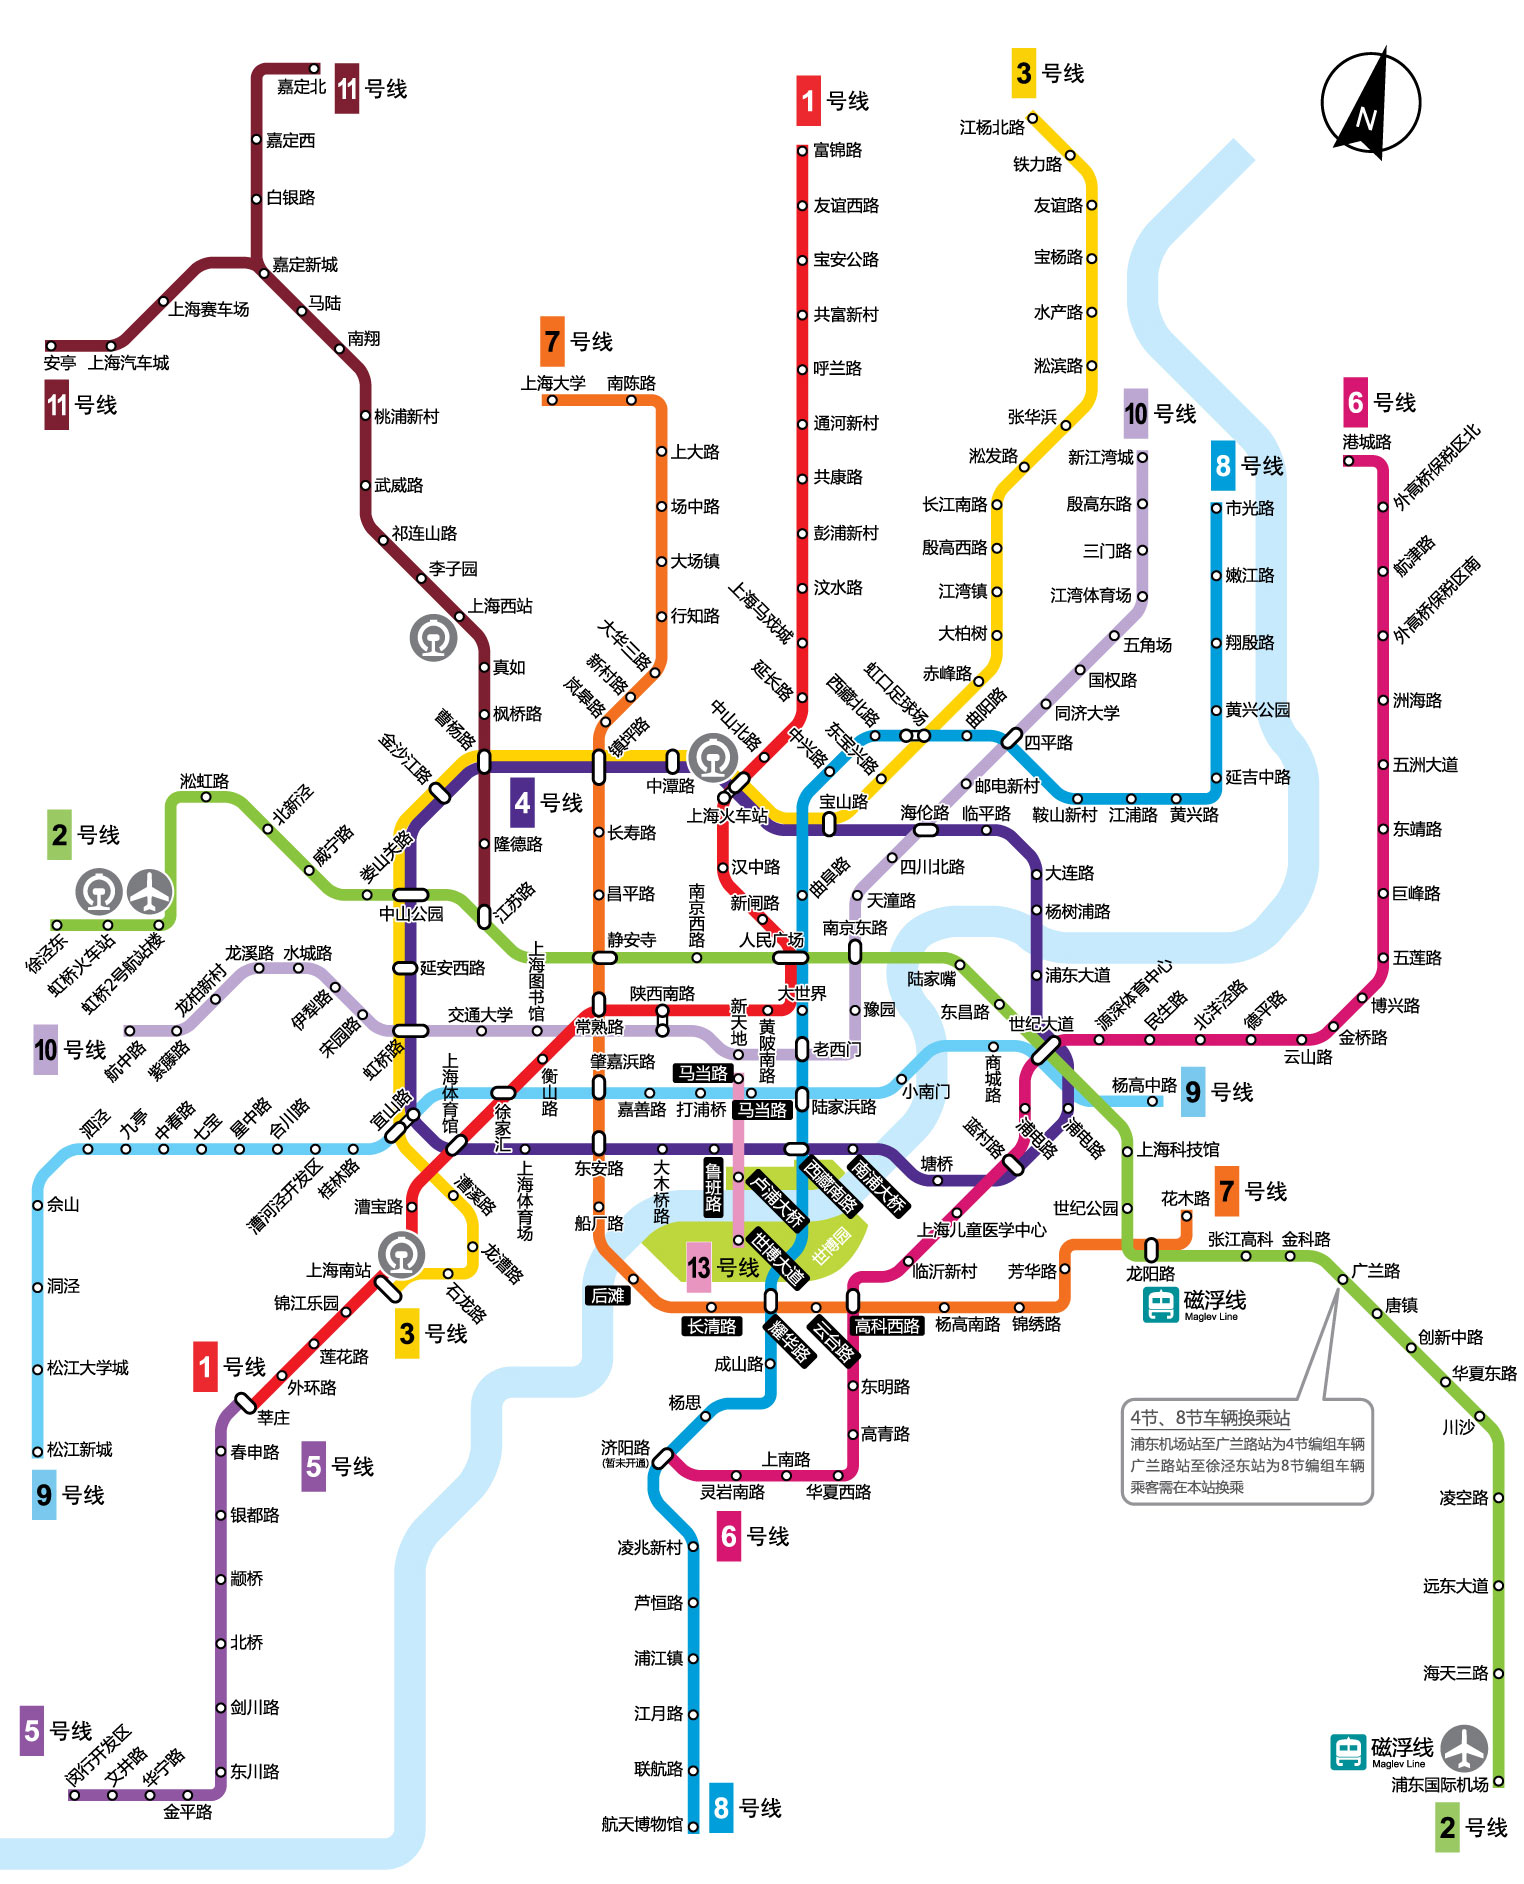 嘉定北
11 号线
嘉定西
白银路
嘉定新城
上海赛车场
马陆
南翔
安亭
上海汽车城
11 号线
桃浦新村
武威路
祁连山路
李子园
上海西站
真如
枫桥路
曹杨路
隆德路
江苏路
7 号线
上海大学
南陈路
上大路
场中路
大场镇
行知路
大华三路
新村路
岚皋路
镇坪路
长寿路
昌平路
静安寺
常熟路
肇嘉浜路
东安路
船厂路
后滩
长清路
耀华路
云台路
高科西路
杨高南路
锦绣路
芳华路
龙阳路
花木路
7 号线
1 号线
富锦路
友谊西路
宝安公路
共富新村
呼兰路
通河新村
共康路
彭浦新村
汶水路
上海马戏城
延长路
中山北路
上海火车站
汉中路
新闸路
人民广场
黄陂南路
陕西南路
衡山路
徐家汇
上海体育馆
漕宝路
上海南站
锦江乐园
莲花路
外环路
莘庄
1 号线
3 号线
江杨北路
铁力路
友谊路
宝杨路
水产路
淞滨路
张华浜
淞发路
长江南路
殷高西路
江湾镇
大柏树
赤峰路
虹口足球场
东宝兴路
宝山路
中潭路
金沙江路
中山公园
延安西路
虹桥路
宜山路
漕溪路
龙漕路
石龙路
3 号线
4 号线
海伦路
临平路
大连路
杨树浦路
浦东大道
世纪大道
浦电路
蓝村路
塘桥
南浦大桥
西藏南路
鲁班路
大木桥路
上海体育场
10 号线
新江湾城
殷高东路
三门路
江湾体育场
五角场
国权路
同济大学
四平路
邮电新村
四川北路
天潼路
南京东路
豫园
老西门
新天地
交通大学
上海图书馆
宋园路
伊犁路
水城路
龙溪路
龙柏新村
紫藤路
航中路
10 号线
8 号线
市光路
嫩江路
翔殷路
黄兴公园
延吉中路
黄兴路
江浦路
鞍山新村
曲阳路
西藏北路
中兴路
曲阜路
大世界
陆家浜路
成山路
杨思
济阳路
(暂未开通)
凌兆新村
芦恒路
浦江镇
江月路
联航路
航天博物馆
8 号线
6 号线
港城路
外高桥保税区北
航津路
外高桥保税区南
洲海路
五洲大道
东靖路
巨峰路
五莲路
博兴路
金桥路
云山路
德平路
北洋泾路
民生路
源深体育中心
浦电路
上海儿童医学中心
临沂新村
东明路
高青路
华夏西路
上南路
灵岩南路
6 号线
2 号线
徐泾东
虹桥火车站
虹桥2号航站楼
淞虹路
北新泾
威宁路
娄山关路
南京西路
陆家嘴
东昌路
上海科技馆
世纪公园
张江高科
金科路
广兰路
唐镇
创新中路
华夏东路
川沙
凌空路
远东大道
海天三路
浦东国际机场
2 号线
磁浮线
Maglev Line
磁浮线
Maglev Line
4节、8节车辆换乘站
浦东机场站至广兰路站为4节编组车辆
广兰路站至徐泾东站为8节编组车辆
乘客需在本站换乘
9 号线
杨高中路
商城路
小南门
马当路
打浦桥
嘉善路
桂林路
漕河泾开发区
合川路
星中路
七宝
中春路
九亭
泗泾
佘山
洞泾
松江大学城
松江新城
9 号线
马当路
卢浦大桥
世博大道
13 号线
世博园
5 号线
春申路
银都路
颛桥
北桥
剑川路
东川路
金平路
华宁路
文井路
闵行开发区
5 号线
N